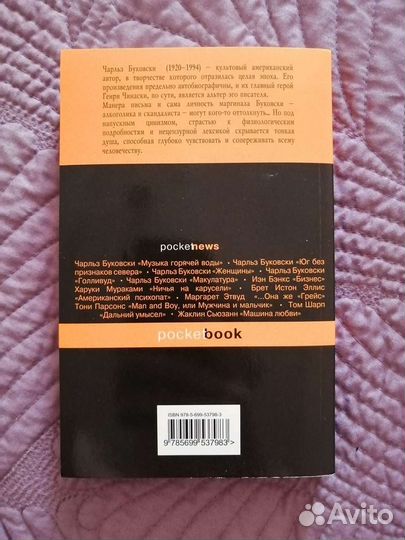 Чарльз Буковски (1920–1994) – культовый американский
автор, в творчестве которого отразилась целая эпоха. Его
произведения предельно автобиографичны, и их главный герой
Генри Чинаски, по сути, является альтер эго писателя.
Манера письма и сама личность маргинала Буковски –
алкоголика и скандалиста – могут кого-то оттолкнуть... Но под
напускным цинизмом, страстью к физиологическим
подробностям и нецензурной лексикой скрывается тонкая
душа, способная глубоко чувствовать и сопереживать всему
человечеству.
pocketnews
Чарльз Буковски «Музыка горячей воды» • Чарльз Буковски «Юг без
признаков севера» • Чарльз Буковски «Женщины» • Чарльз Буковски
«Голливуд» • Чарльз Буковски «Макулатура» • Иэн Бэнкс «Бизнес»
Харуки Мураками «Ничья на карусели» • Брет Истон Эллис
«Американский психопат» • Маргарет Этвуд «...Она же «Грейс»
Тони Парсонс «Man and Boy, или Мужчина и мальчик» • Том Шарп
«Дальний умысел» • Жаклин Сьюзанн «Машина любви»
pocketbook
ISBN 978-5-699-53798-3
9 785699 537983 >
Avito